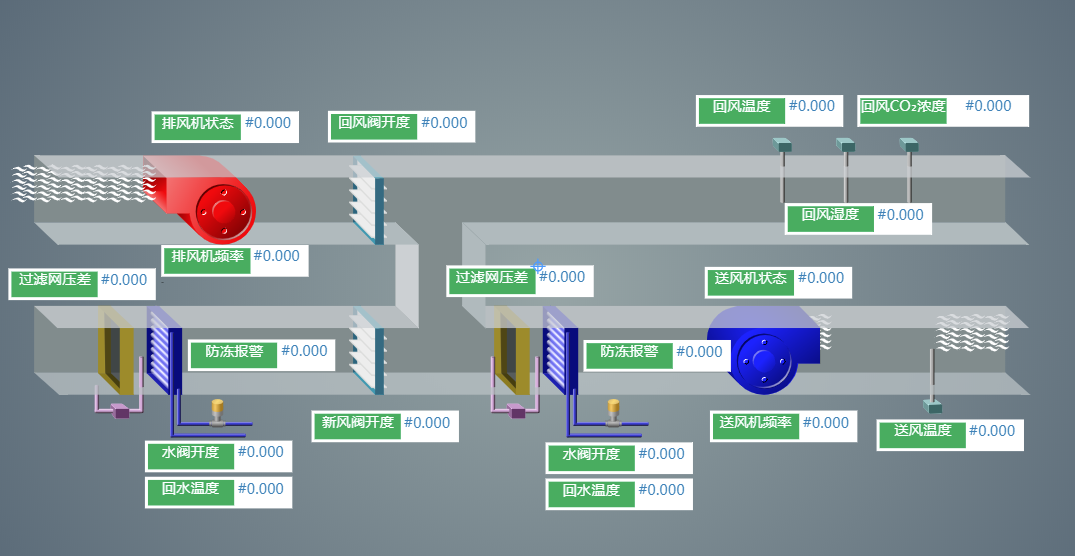 回风温度 #0.000
回风CO₂浓度 #0.000
排风机状态 #0.000
回风阀开度 #0.000
回风湿度 #0.000
排风机频率 #0.000
过滤网压差 #0.000
过滤网压差 #0.000
送风机状态 #0.000
防冻报警 #0.000
防冻报警 #0.000
新风阀开度 #0.000
送风机频率 #0.000
送风温度 #0.000
水阀开度 #0.000
水阀开度 #0.000
回水温度 #0.000
回水温度 #0.000